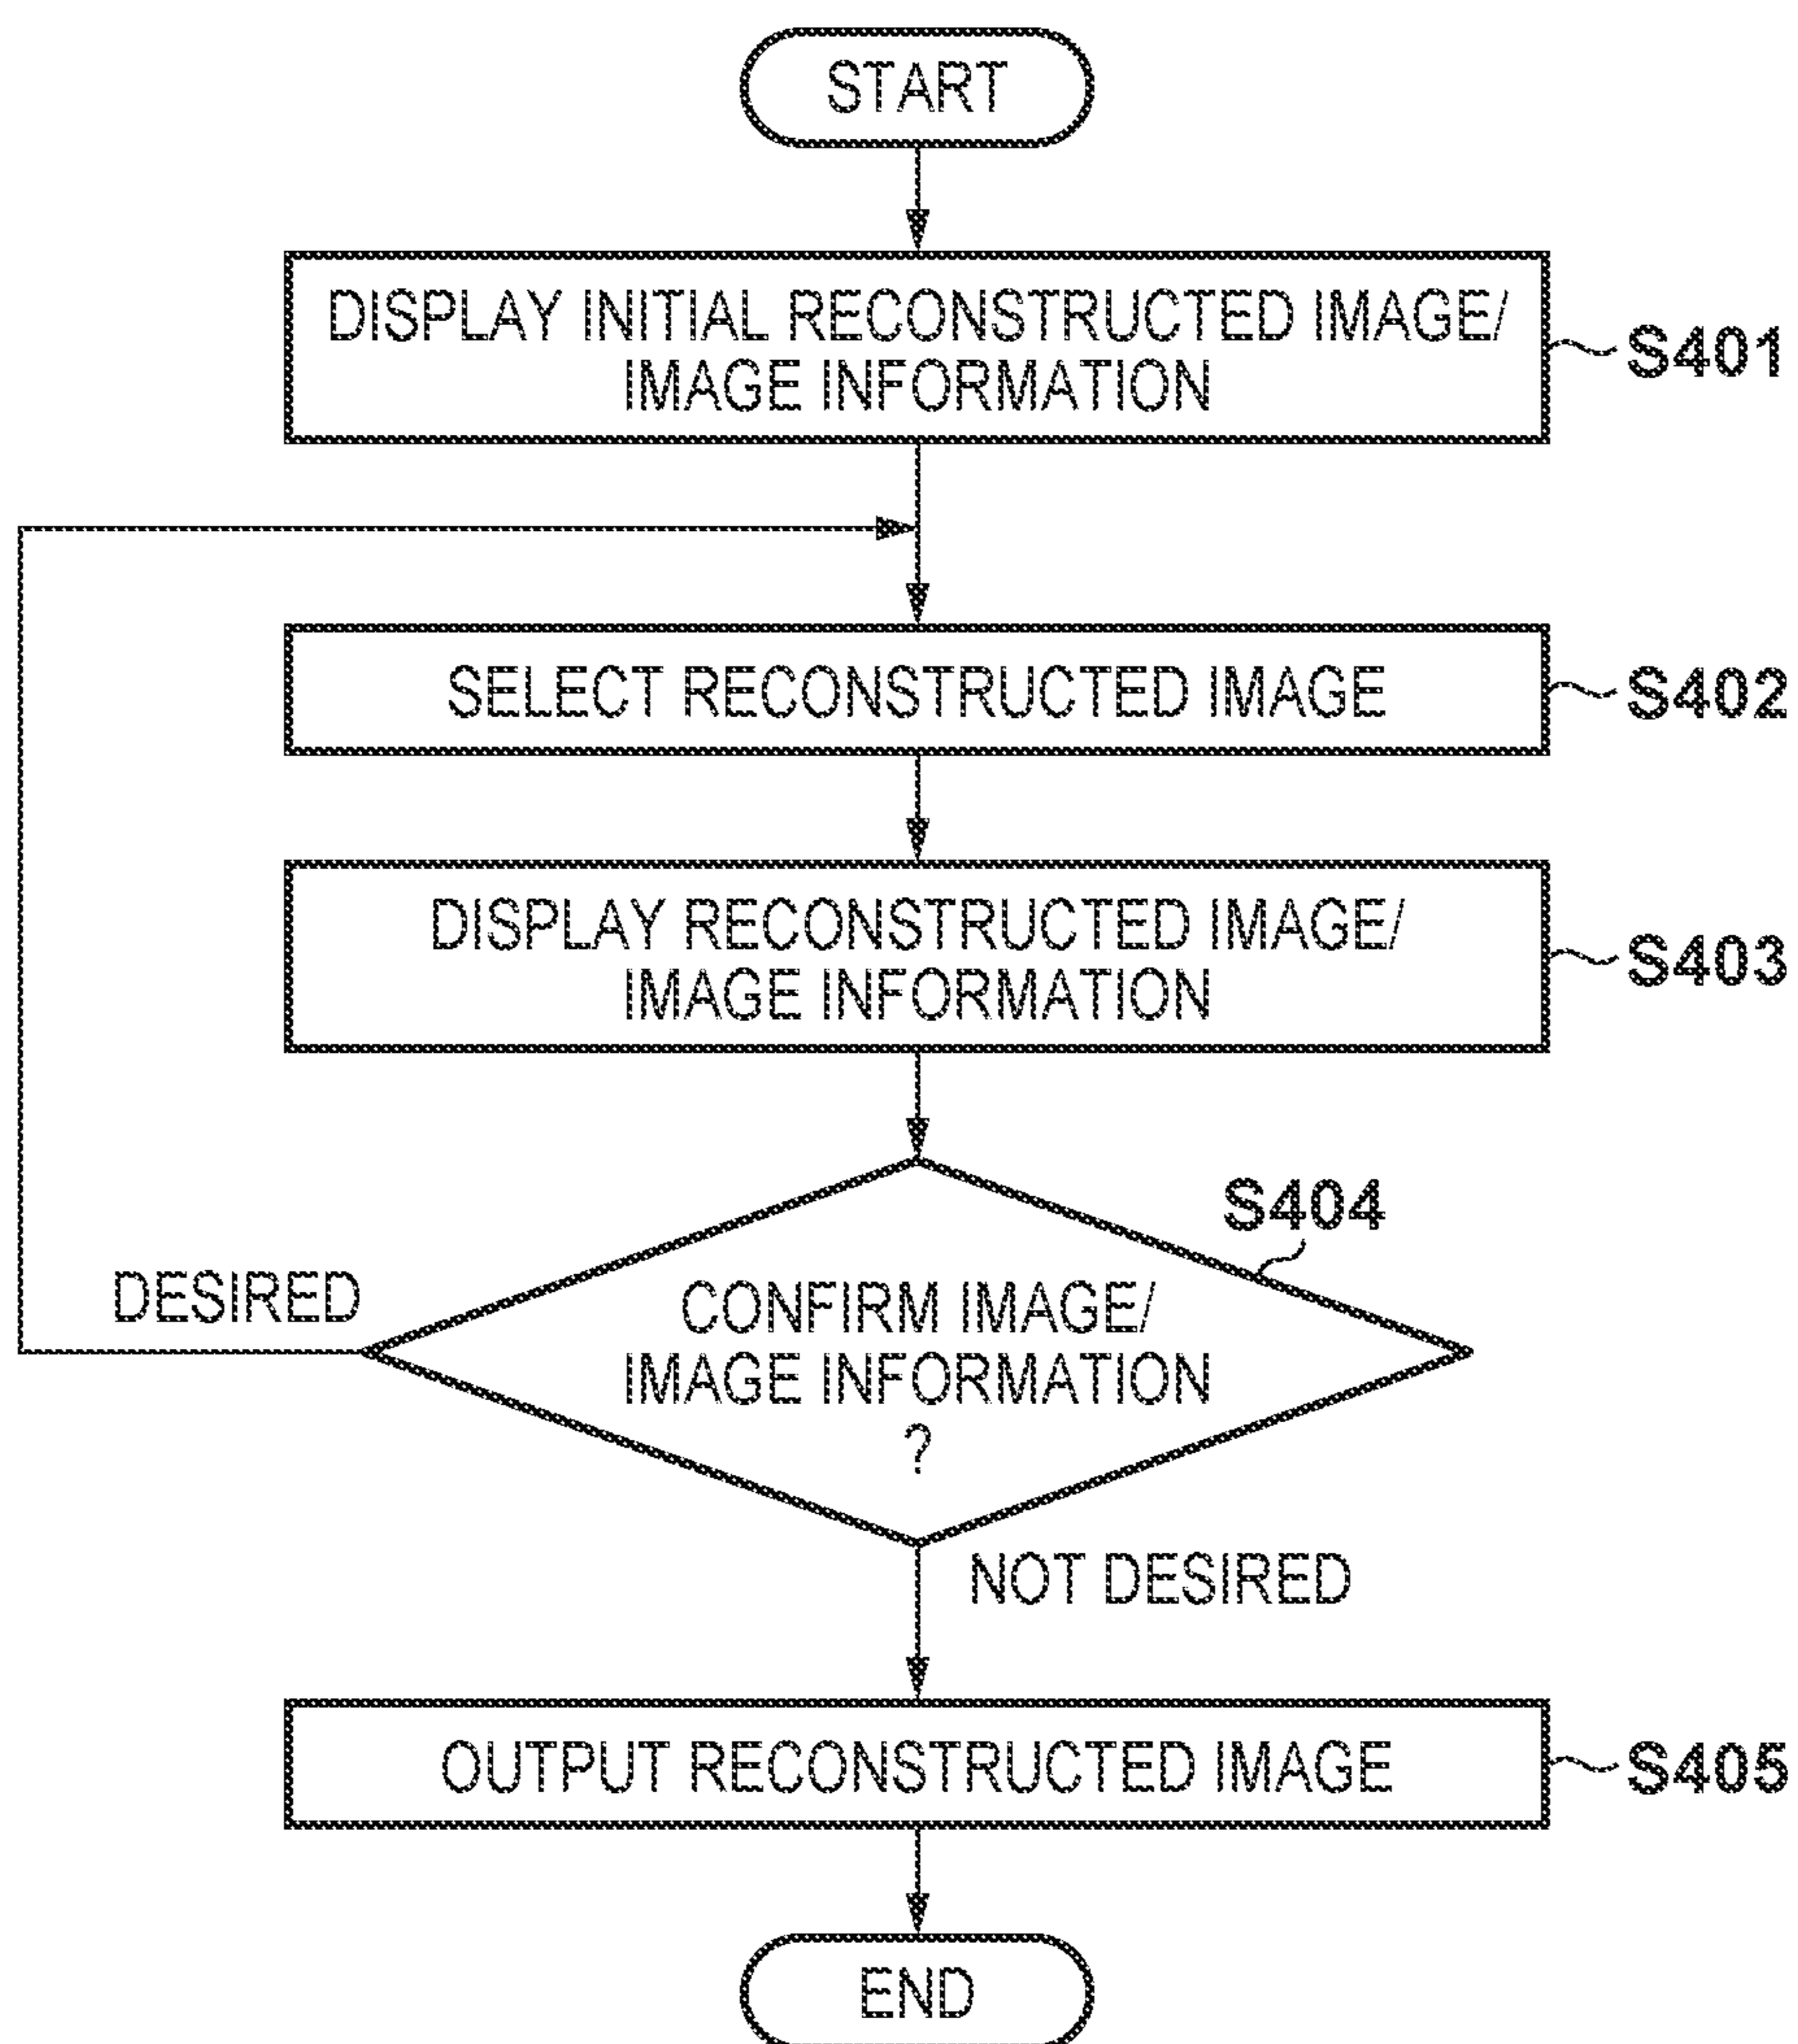 START
DISPLAY INITIAL RECONSTRUCTED IMAGE/
IMAGE INFORMATION
S401
SELECT RECONSTRUCTED IMAGE
S402
DISPLAY RECONSTRUCTED IMAGE/
IMAGE INFORMATION
S403
S404
DESIRED
CONFIRM IMAGE/
IMAGE INFORMATION
?
NOT DESIRED
OUTPUT RECONSTRUCTED IMAGE
S405
END